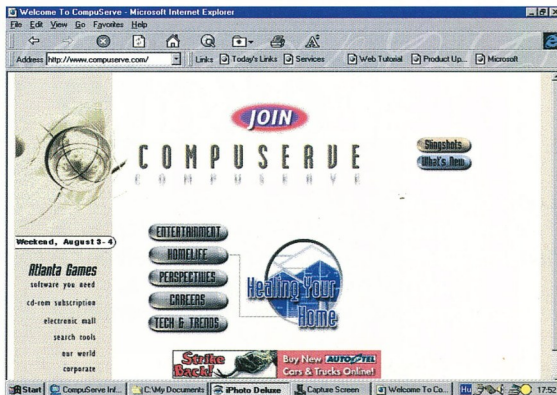 Welcome To CompuServe - Microsoft Internet Explorer
File Edit View Go Favorites Help
Address http://www.compuserve.com/ Links Today's Links Services Web Tutorial Product Up... Microsoft
JOIN
COMPUSERVE
COMPUSERVE
Slingshots
What's New
Weekend, August 3-4
ENTERTAINMENT
HOMELIFE
PERSPECTIVES
CAREERS
TECH & TRENDS
Healing Your
Home
Atlanta Games
software you need
cd-rom subscription
electronic mall
search tools
our world
corporate
Strike
Back!
Buy New AUTO BY TEL
Cars & Trucks Online!
Start CompuServe Inf... C:\My Documents iPhoto Deluxe Capture Screen Welcome To Co... Hu 17:52